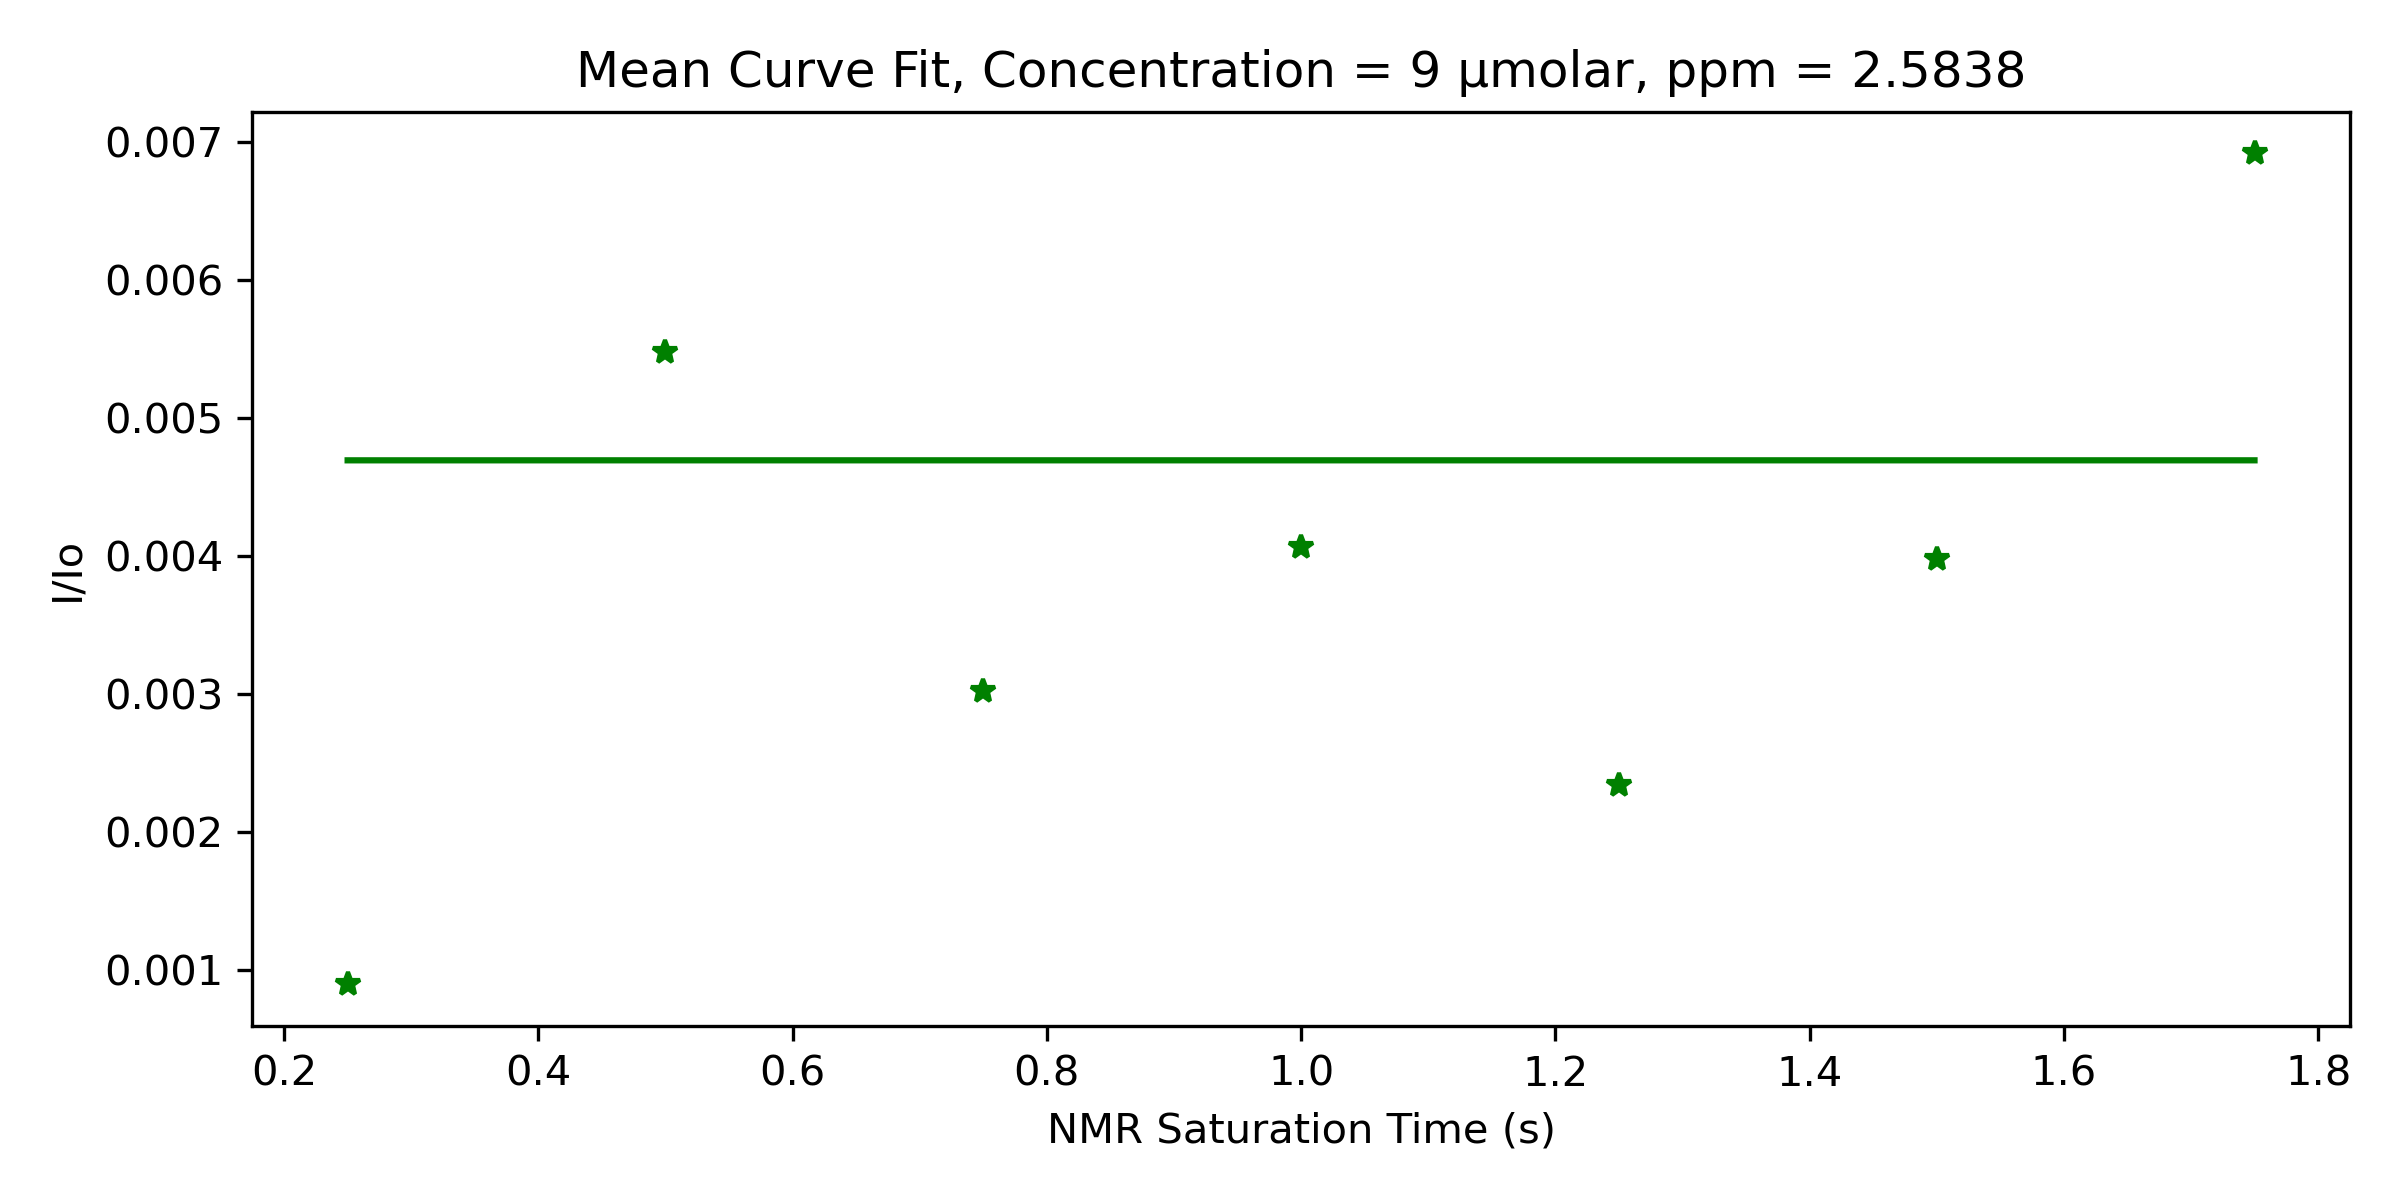 Mean Curve Fit, Concentration = 9 µmolar, ppm = 2.5838
0.007
0.006
0.005
0.004
0.003
0.002
0.001
I/Io
0.2 0.4 0.6 0.8 1.0 1.2 1.4 1.6 1.8
NMR Saturation Time (s)